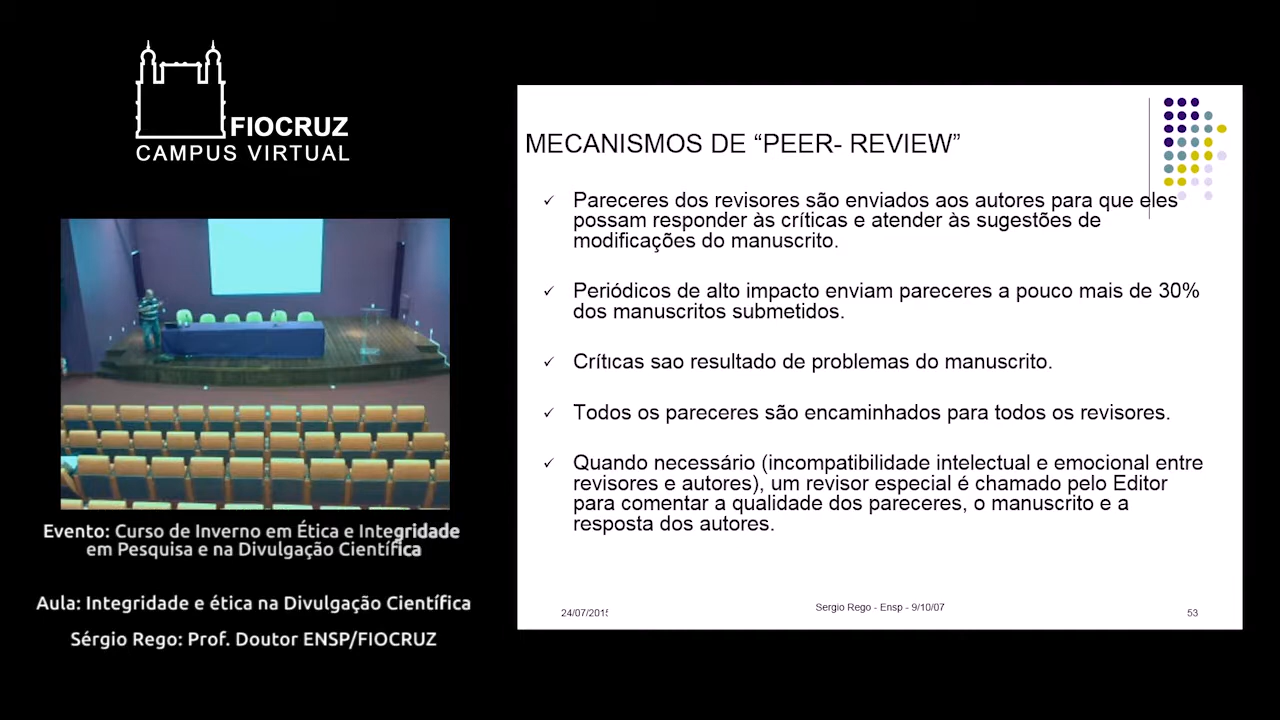 FIOCRUZ
CAMPUS VIRTUAL
Evento: Curso de Inverno em Ética e Integridade
em Pesquisa e na Divulgação Científica
Aula: Integridade e ética na Divulgação Científica
Sérgio Rego: Prof. Doutor ENSP/FIOCRUZ
MECANISMOS DE “PEER- REVIEW”
✓ Pareceres dos revisores são enviados aos autores para que eles
possam responder às críticas e atender às sugestões de
modificações do manuscrito.
✓ Periódicos de alto impacto enviam pareceres a pouco mais de 30%
dos manuscritos submetidos.
✓ Críticas sao resultado de problemas do manuscrito.
✓ Todos os pareceres são encaminhados para todos os revisores.
✓ Quando necessário (incompatibilidade intelectual e emocional entre
revisores e autores), um revisor especial é chamado pelo Editor
para comentar a qualidade dos pareceres, o manuscrito e a
resposta dos autores.
24/07/2015
Sergio Rego - Ensp - 9/10/07
53